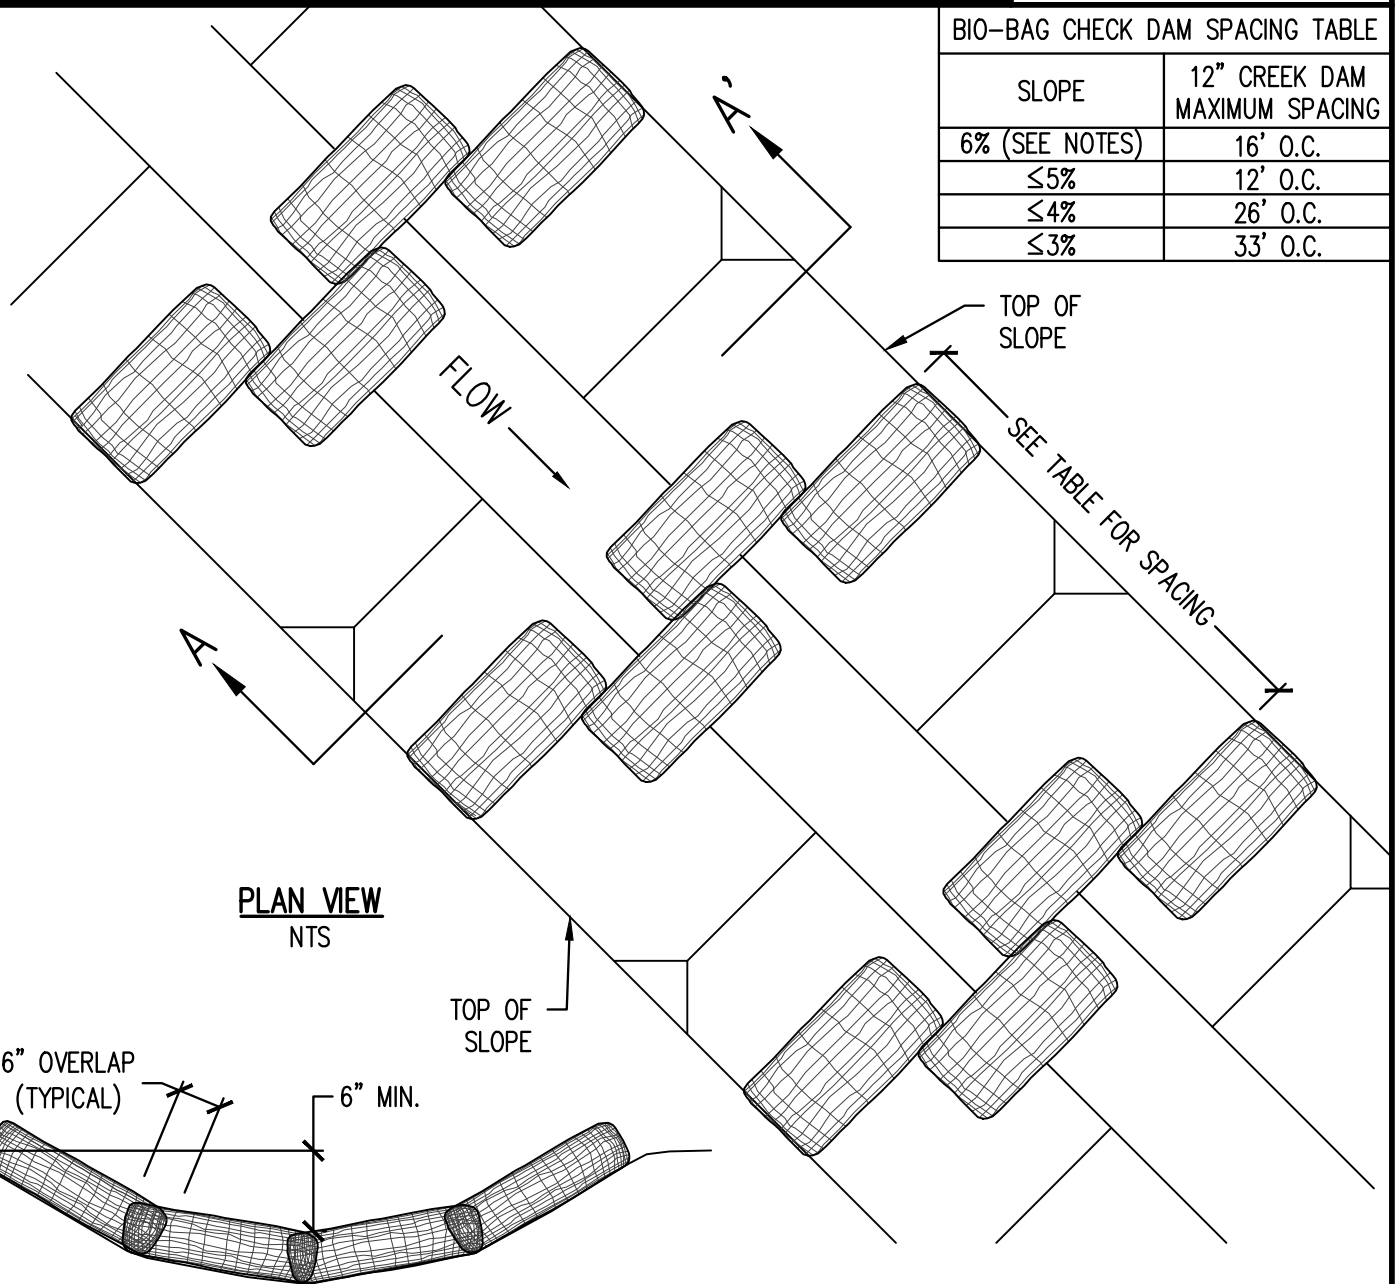 BIO-BAG CHECK DAM SPACING TABLE
SLOPE
12" CREEK DAM
MAXIMUM SPACING
6% (SEE NOTES)
16' O.C.
≤5%
12' O.C.
≤4%
26' O.C.
≤3%
33' O.C.
A'
TOP OF
SLOPE
FLOW
SEE TABLE FOR SPACING
A
PLAN VIEW
NTS
TOP OF
SLOPE
6" OVERLAP
(TYPICAL)
6" MIN.